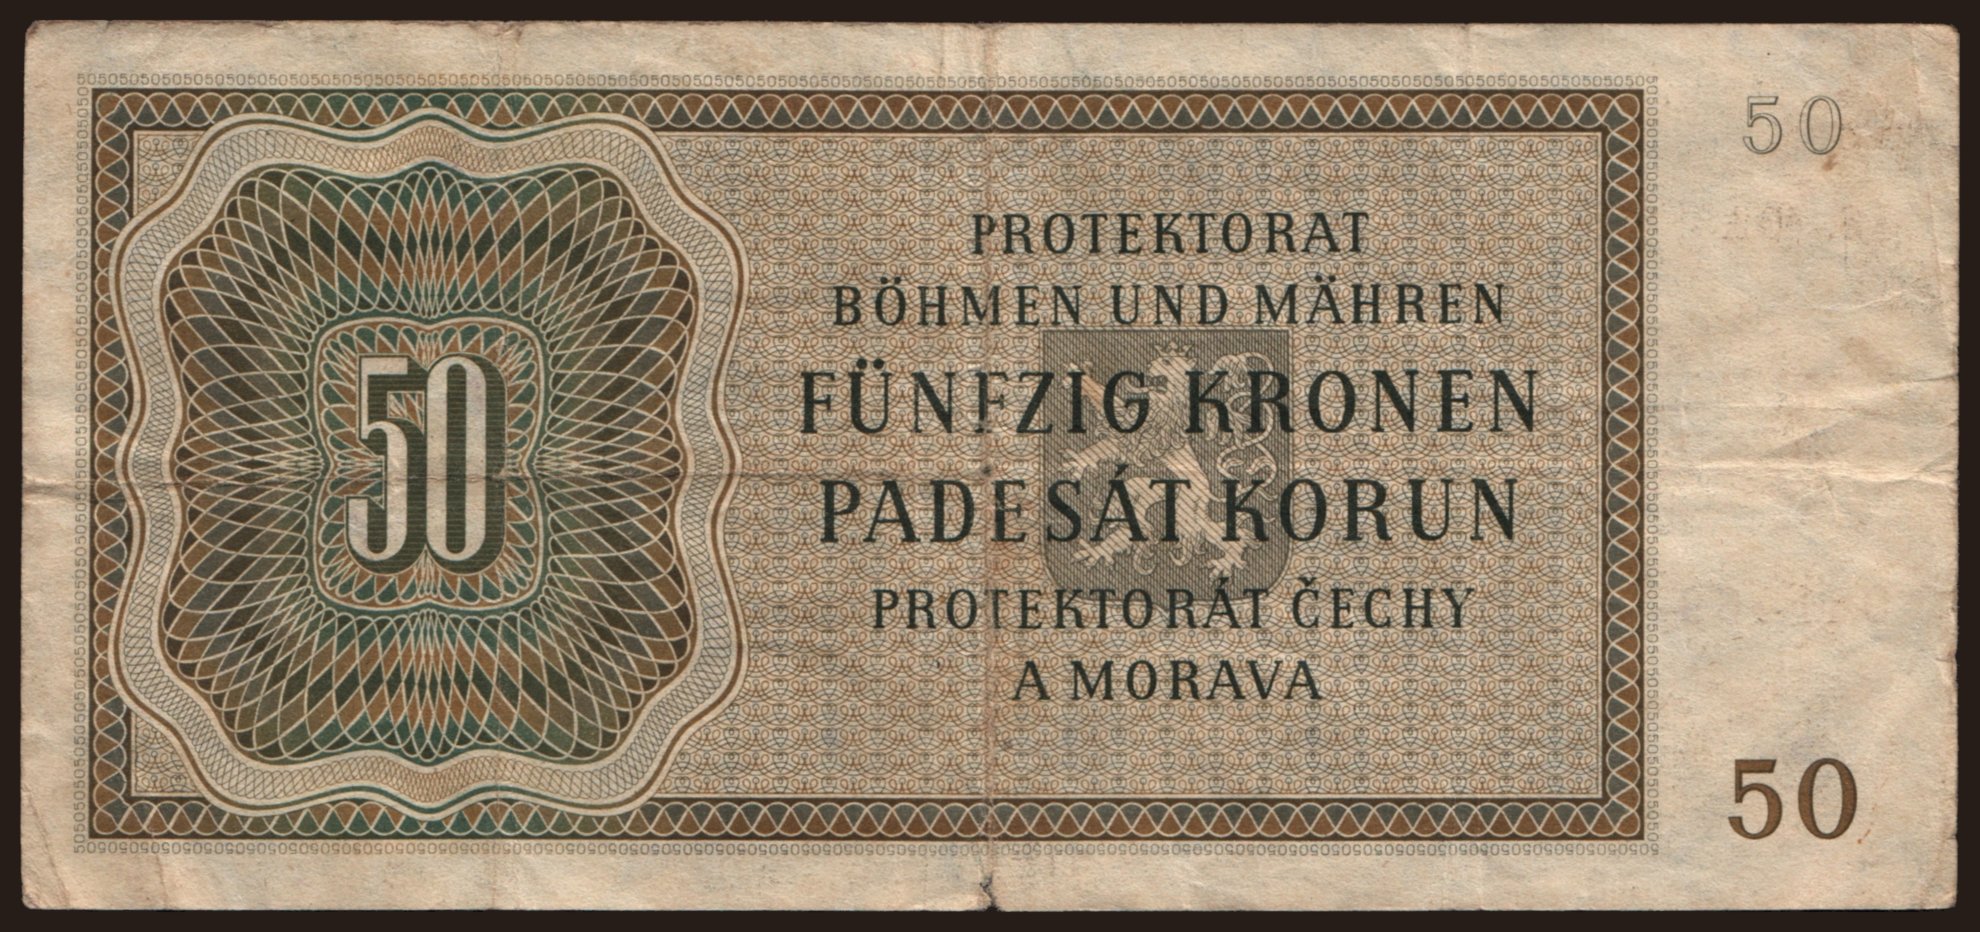 50
PROTEKTORAT
BÖHMEN UND MÄHREN
FÜNFZIG KRONEN
50
PADESÁT KORUN
PROTEKTORÁT ČECHY
A MORAVA
50